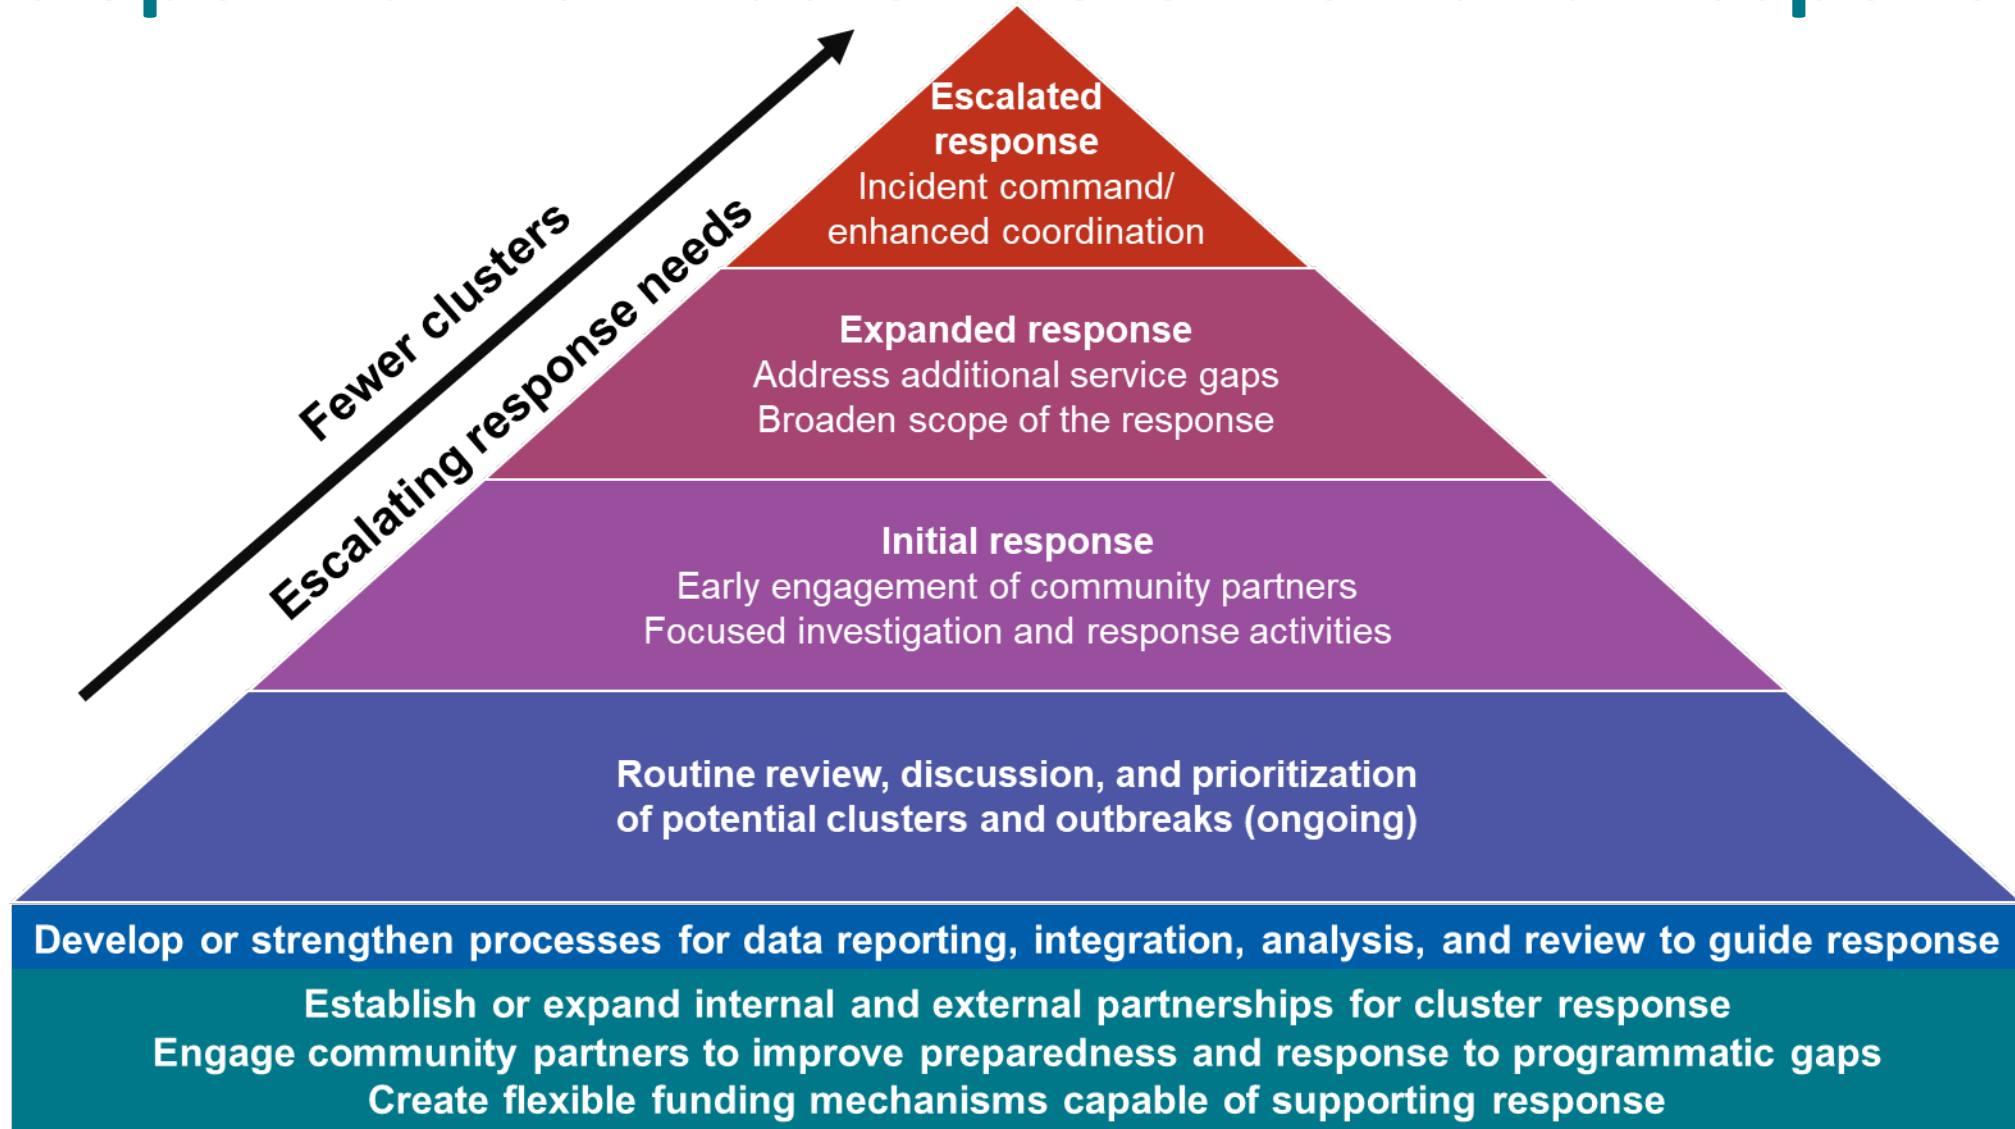 Escalated
response
Incident command/
enhanced coordination
Fewer clusters
Escalating response needs
Expanded response
Address additional service gaps
Broaden scope of the response
Initial response
Early engagement of community partners
Focused investigation and response activities
Routine review, discussion, and prioritization
of potential clusters and outbreaks (ongoing)
Develop or strengthen processes for data reporting, integration, analysis, and review to guide response
Establish or expand internal and external partnerships for cluster response
Engage community partners to improve preparedness and response to programmatic gaps
Create flexible funding mechanisms capable of supporting response